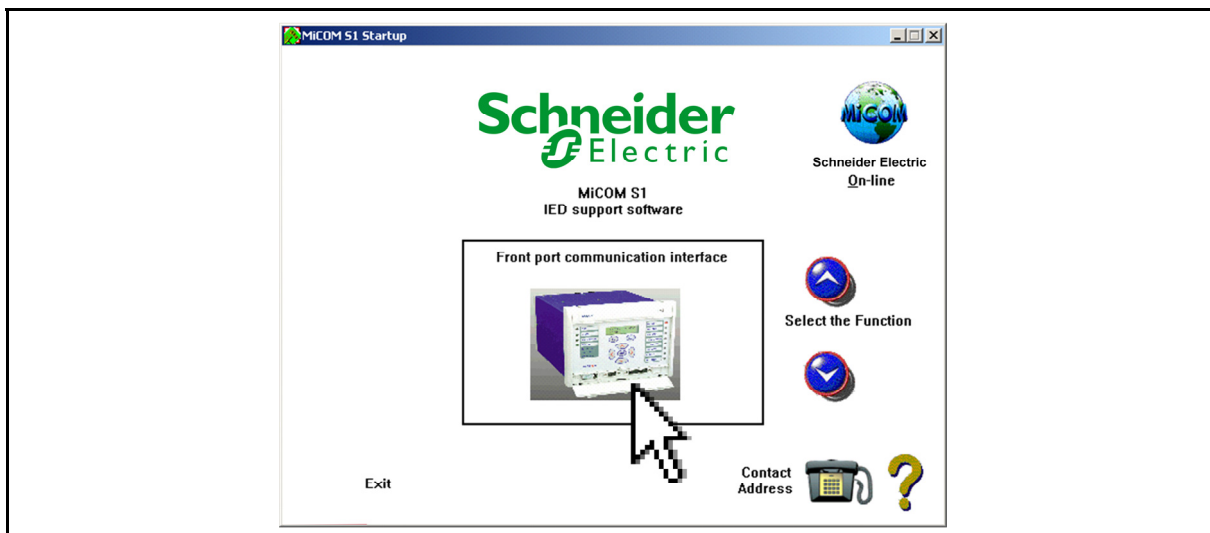 MiCOM S1 Startup
Schneider
Electric
MiCOM
Schneider Electric
On-line
MiCOM S1
IED support software
Front port communication interface
Select the Function
Exit
Contact
Address
?